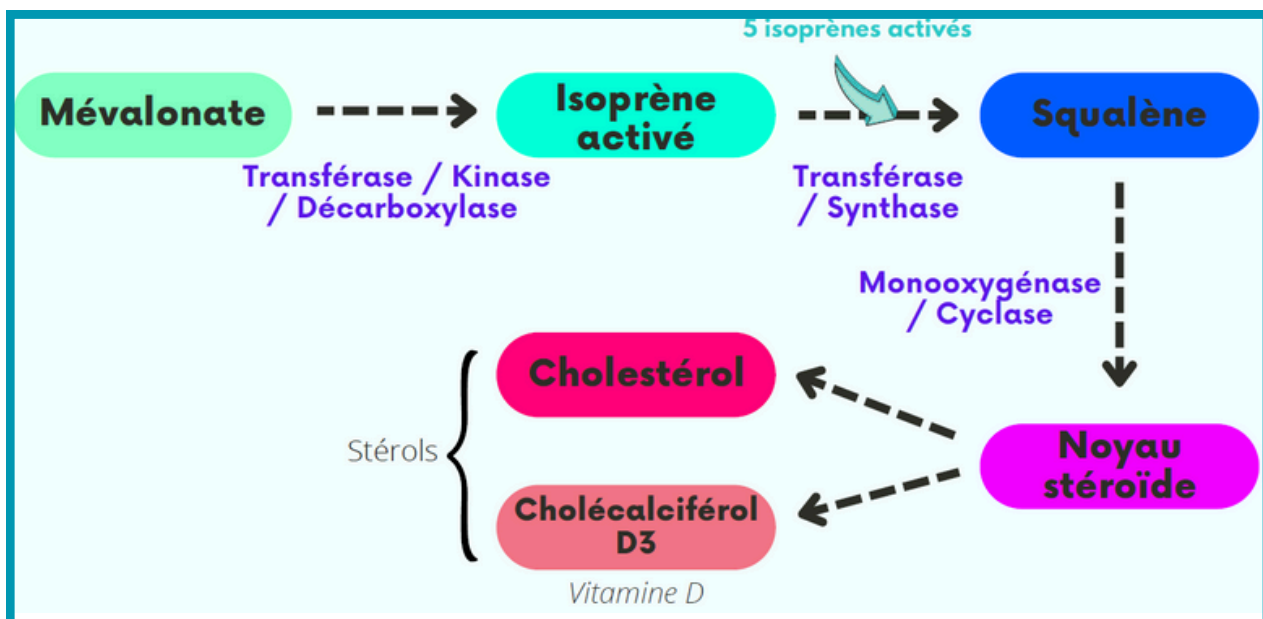 5 isoprènes activés
Mévalonate
Isoprène
activé
Squalène
Transférase / Kinase
/ Décarboxylase
Transférase
/ Synthase
Monooxygénase
/ Cyclase
Cholestérol
Stérols
Noyau
stéroïde
Cholécalciférol
D3
Vitamine D